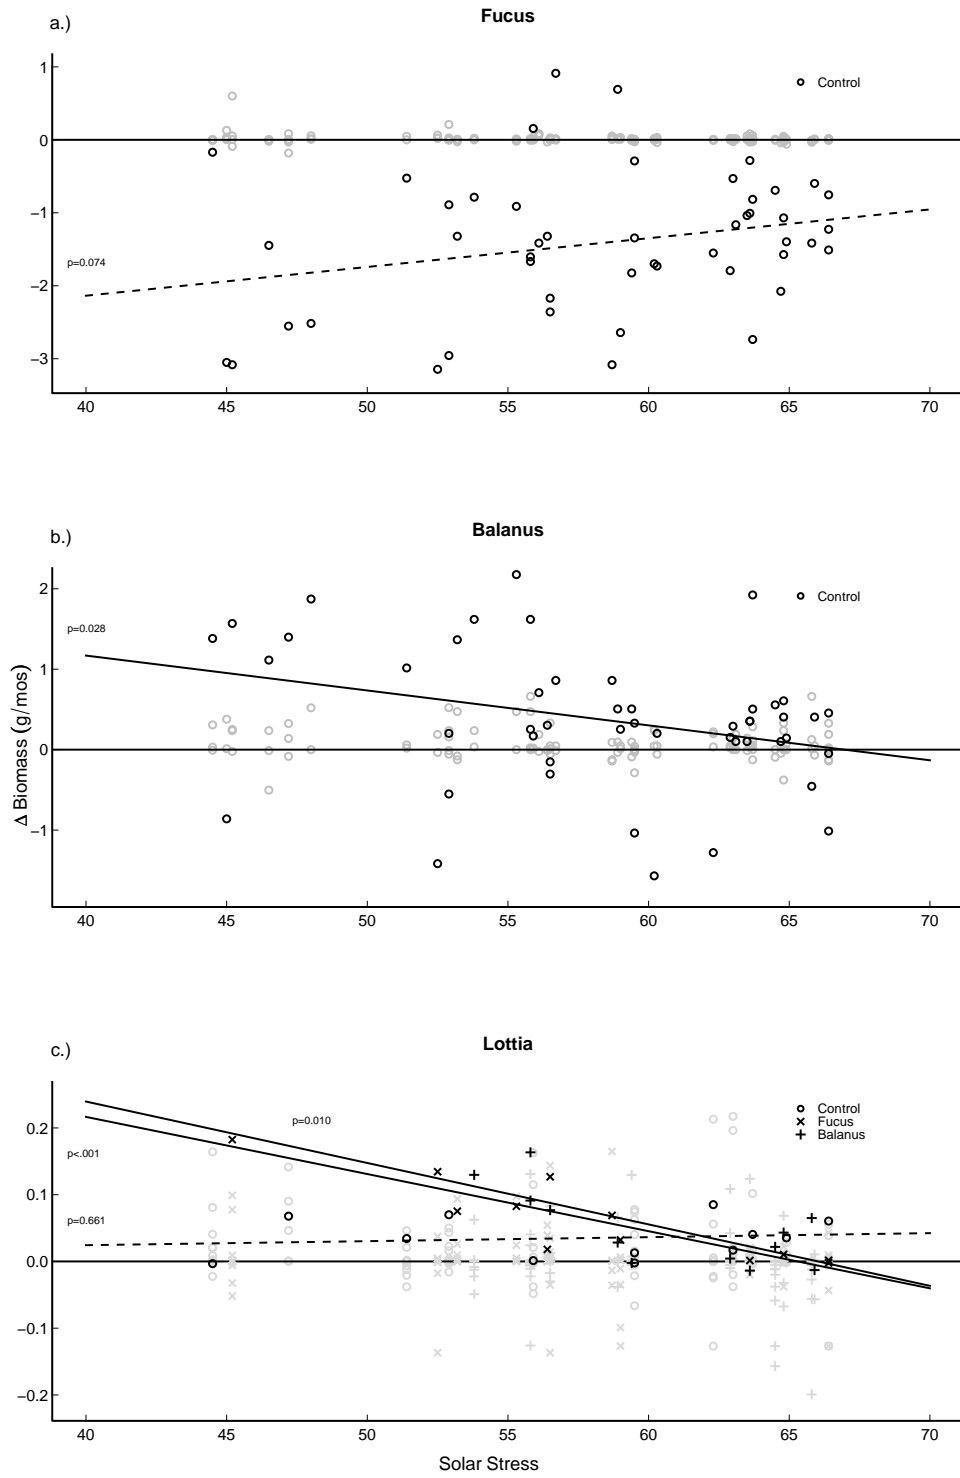 a.)
Fucus
1
0
−1
−2
−3
Control
p=0.074
40 45 50 55 60 65 70
b.)
Balanus
2
1
0
−1
Control
p=0.028
Δ Biomass (g/mos)
40 45 50 55 60 65 70
c.)
Lottia
0.2
0.1
0.0
−0.1
−0.2
Control
Fucus
Balanus
p=0.010
p<.001
p=0.661
40 45 50 55 60 65 70
Solar Stress